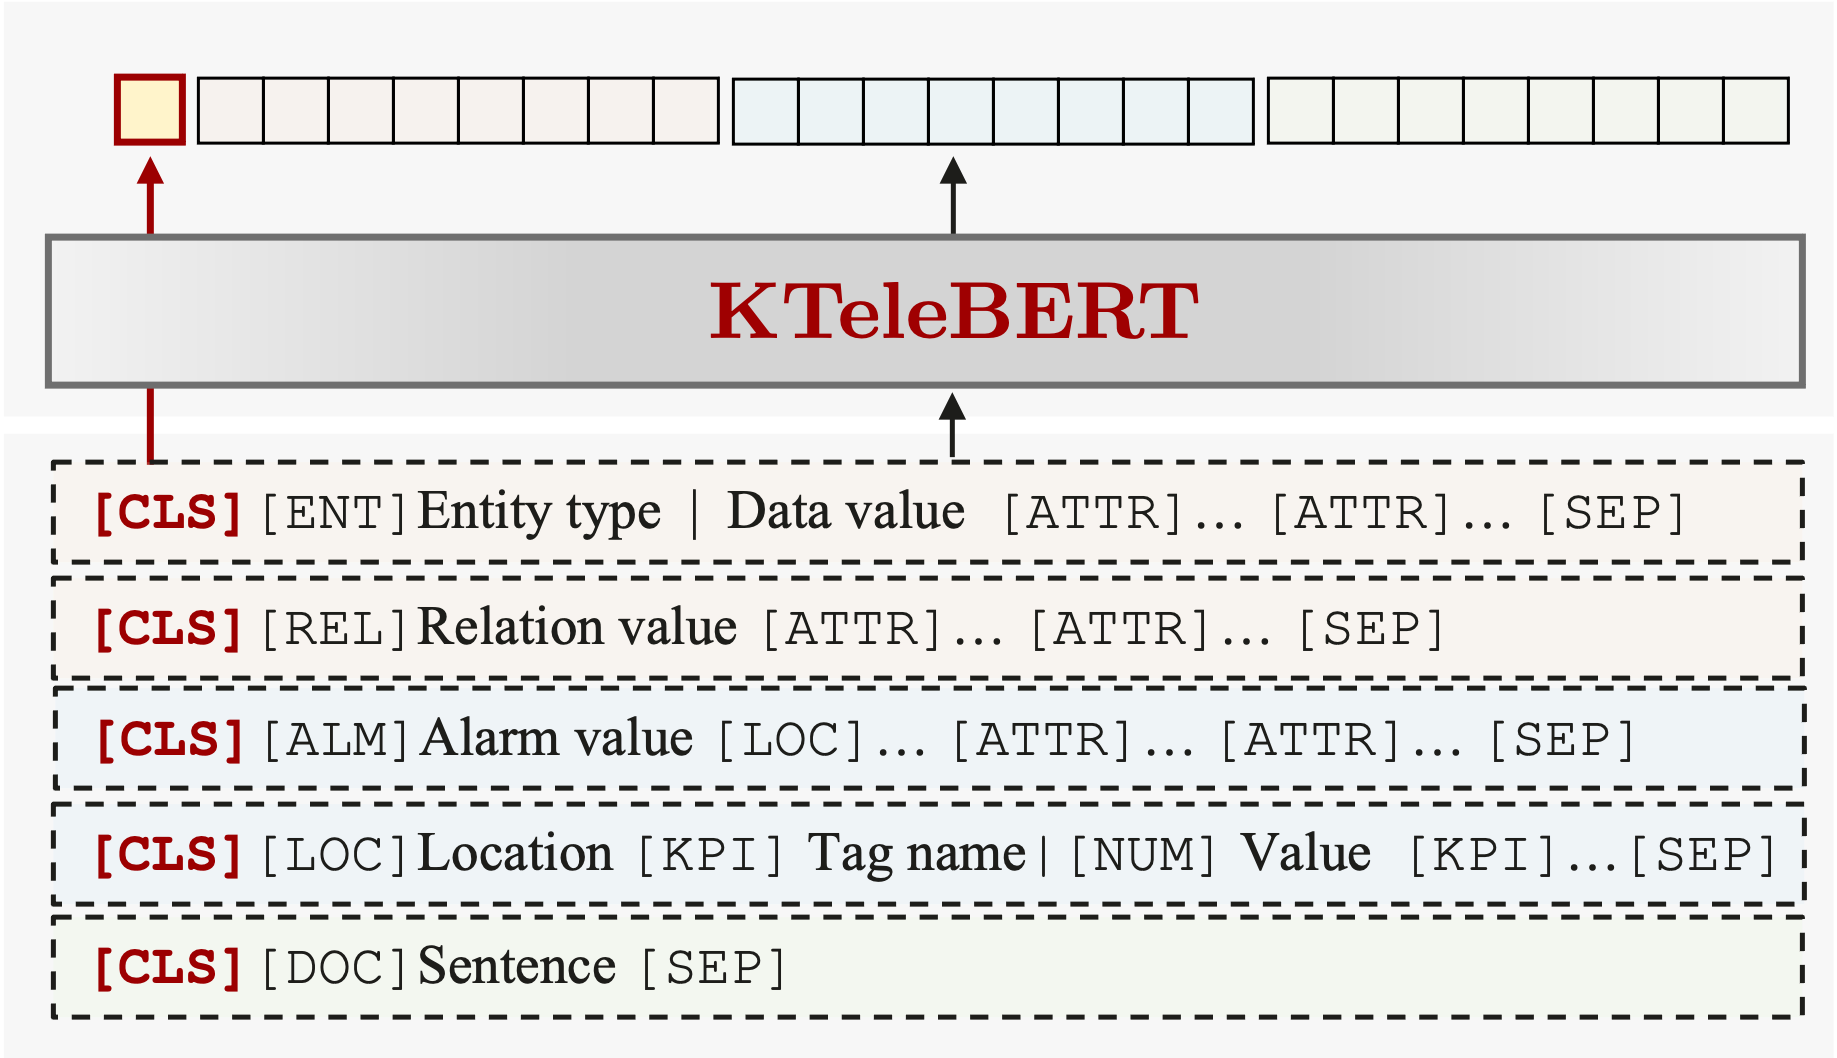 KTeleBERT
[CLS] [ENT] Entity type | Data value [ATTR]... [ATTR]... [SEP]
[CLS] [REL] Relation value [ATTR]... [ATTR]... [SEP]
[CLS] [ALM] Alarm value [LOC]... [ATTR]... [ATTR]... [SEP]
[CLS] [LOC] Location [KPI] Tag name | [NUM] Value [KPI]... [SEP]
[CLS] [DOC] Sentence [SEP]